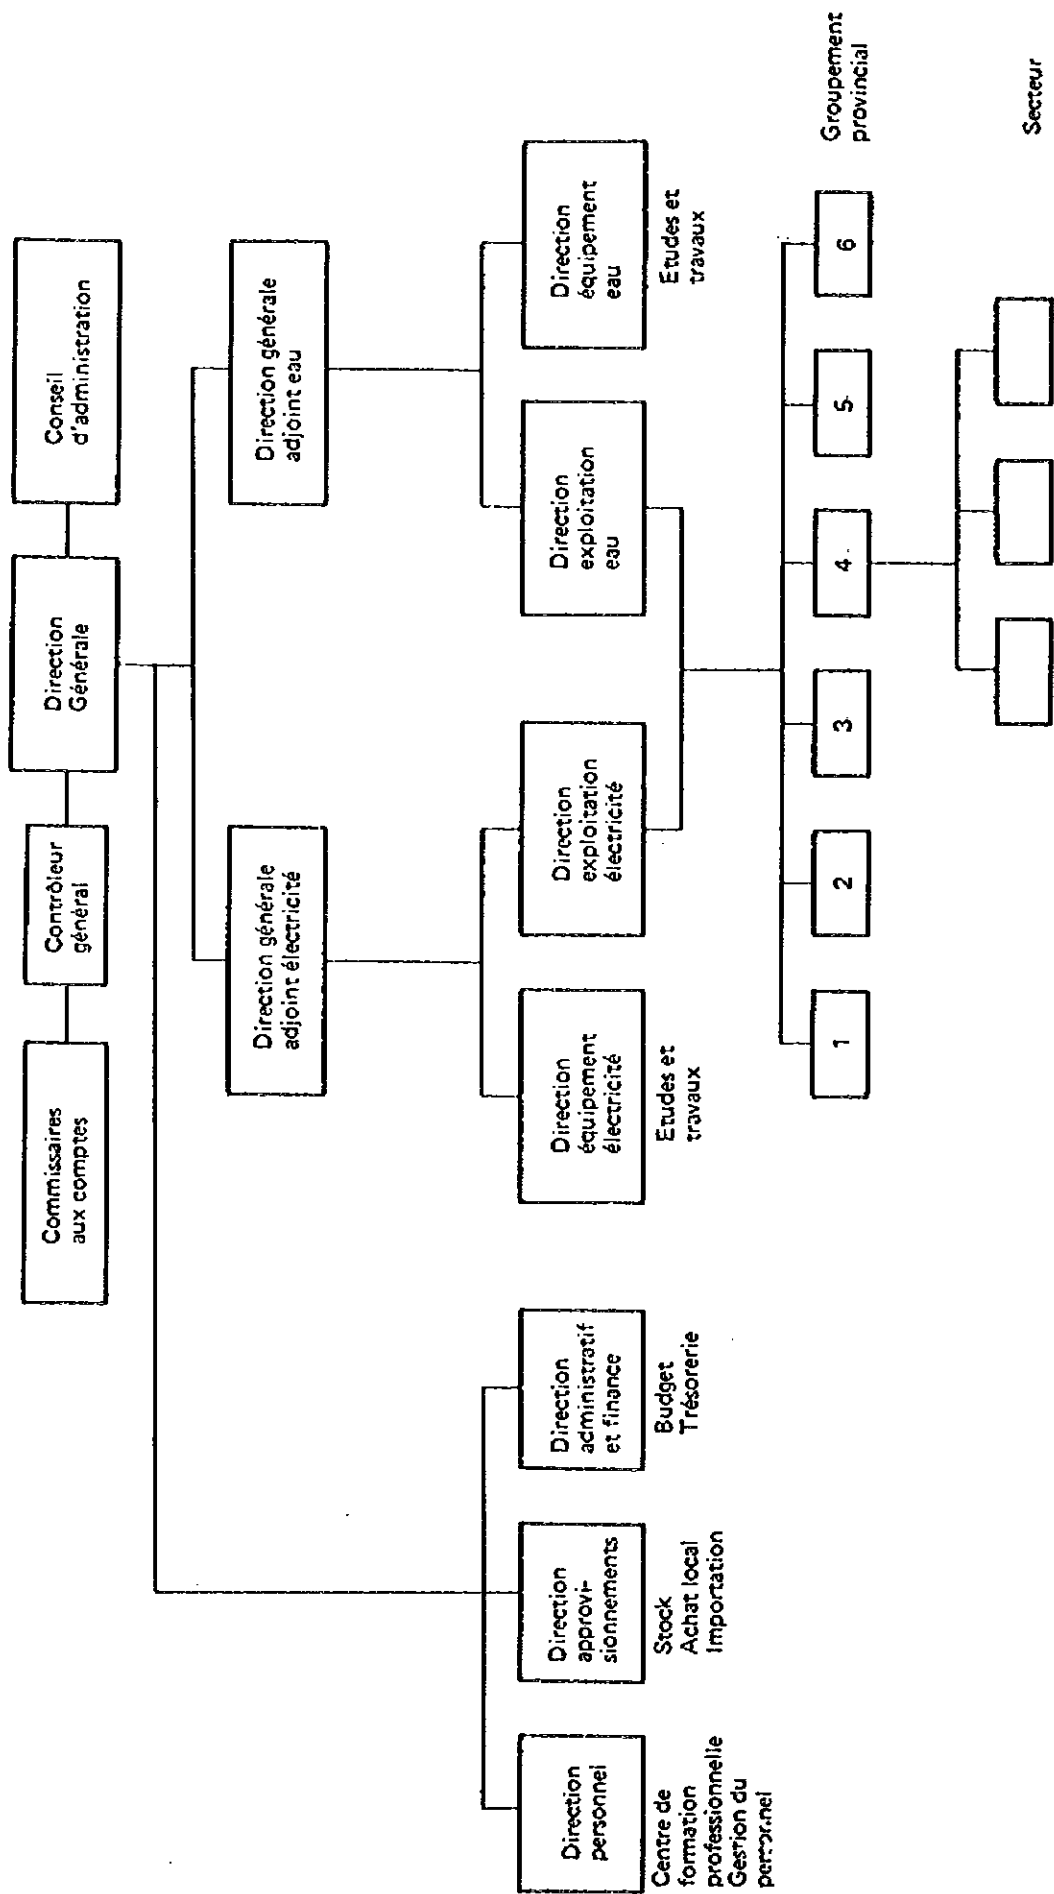 Commissaires
aux comptes
Contrôleur
général
Direction
Générale
Conseil
d'administration
Direction générale
adjoint électricité
Direction générale
adjoint eau
Direction
personnel
Centre de
formation
professionnelle
Gestion du
personnel
Direction
approvi-
sionnements
Stock
Achat local
Importation
Direction
administratif
et finance
Budget
Trésorerie
Direction
équipement
électricité
Etudes et
travaux
Direction
exploitation
électricité
Direction
exploitation
eau
Direction
équipement
eau
Etudes et
travaux
1
2
3
4
5
6
Groupement
provincial
Secteur